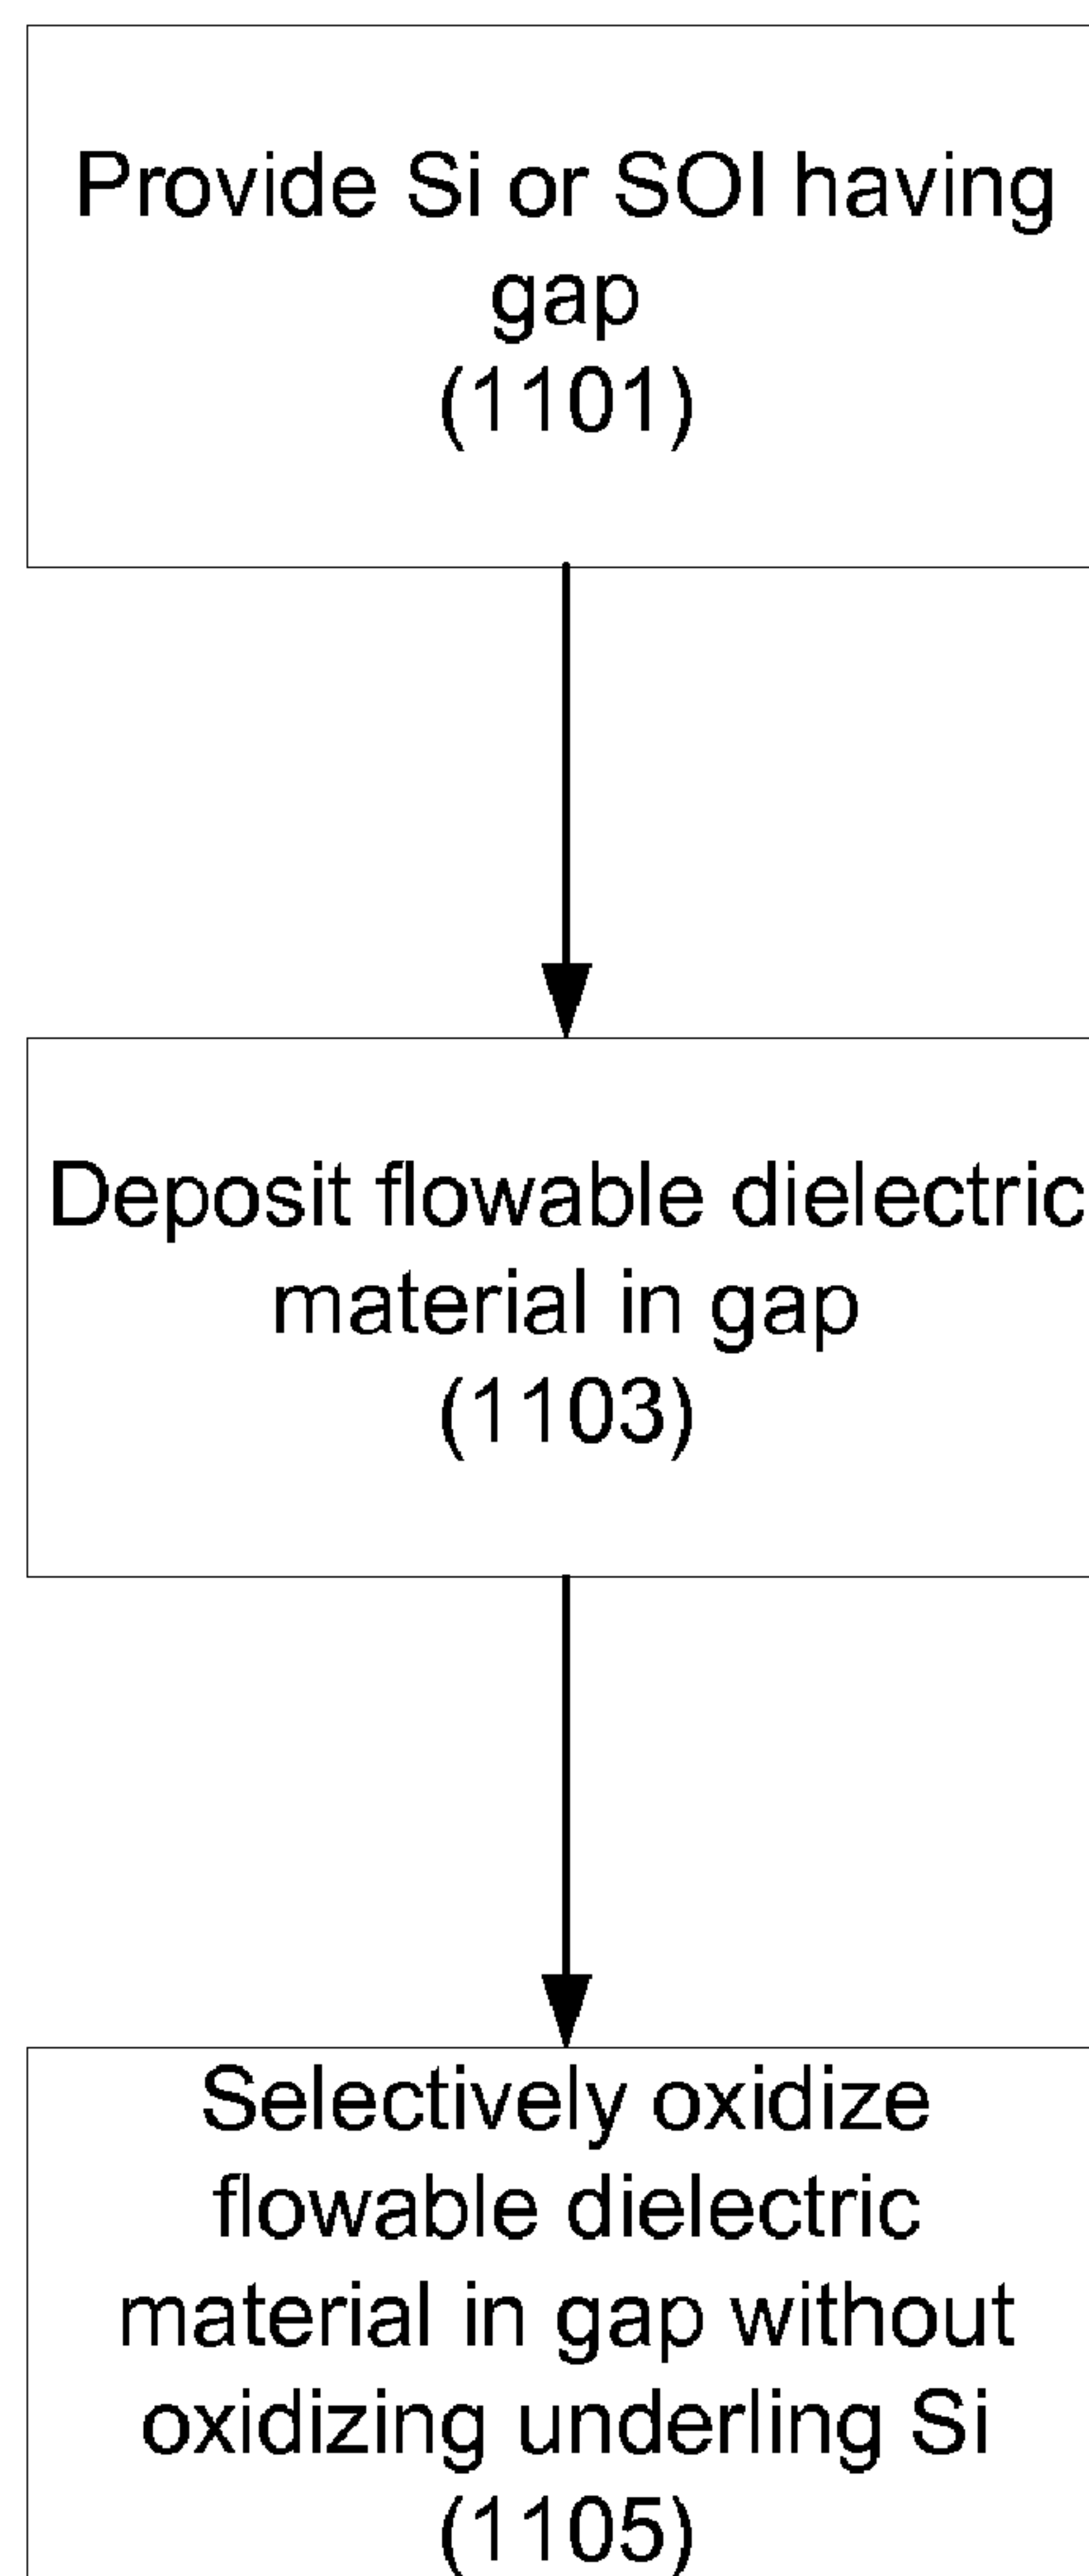 Provide Si or SOI having
gap
(1101)
Deposit flowable dielectric
material in gap
(1103)
Selectively oxidize
flowable dielectric
material in gap without
oxidizing underling Si
(1105)